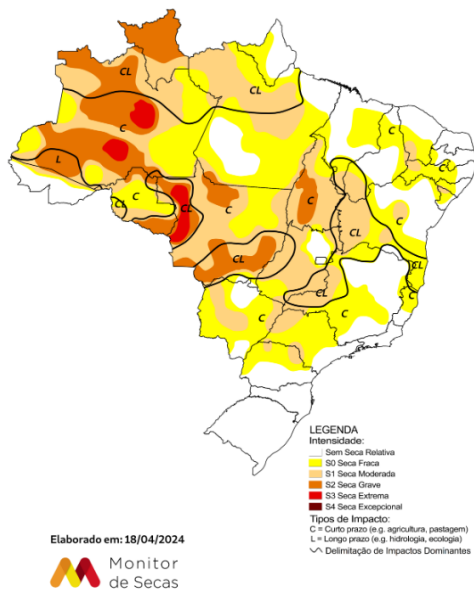 CL
CL
C
L
CL
C
CL
C
C
C
C
CL
C
CL
CL
CL
C
C
C
LEGENDA
Intensidade:
Sem Seca Relativa
S0 Seca Fraca
S1 Seca Moderada
S2 Seca Grave
S3 Seca Extrema
S4 Seca Excepcional
Tipos de Impacto:
C = Curto prazo (e.g. agricultura, pastagem)
L = Longo prazo (e.g. hidrologia, ecologia)
Delimitação de Impactos Dominantes
Elaborado em: 18/04/2024
Monitor
de Secas